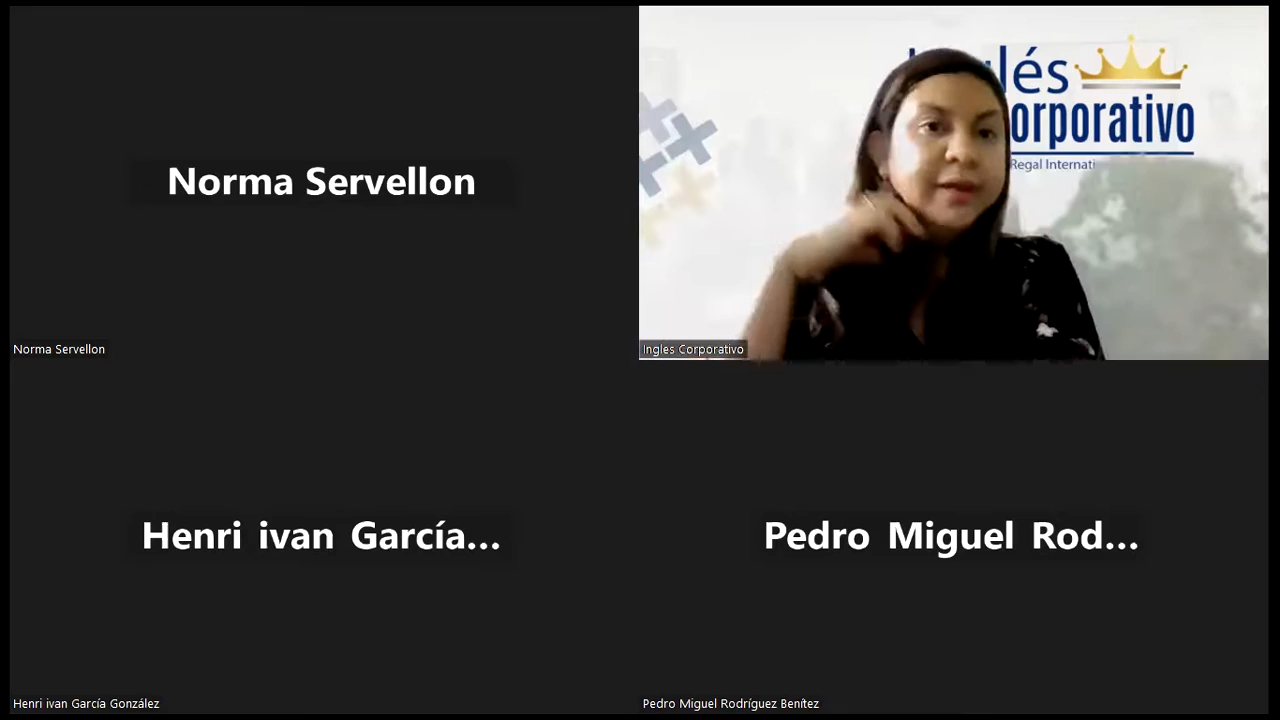 Norma Servellon
Norma Servellon
lés
orporativo
Regal Internati
Ingles Corporativo
Henri ivan García...
Pedro Miguel Rod...
Henri ivan García González
Pedro Miguel Rodríguez Benítez